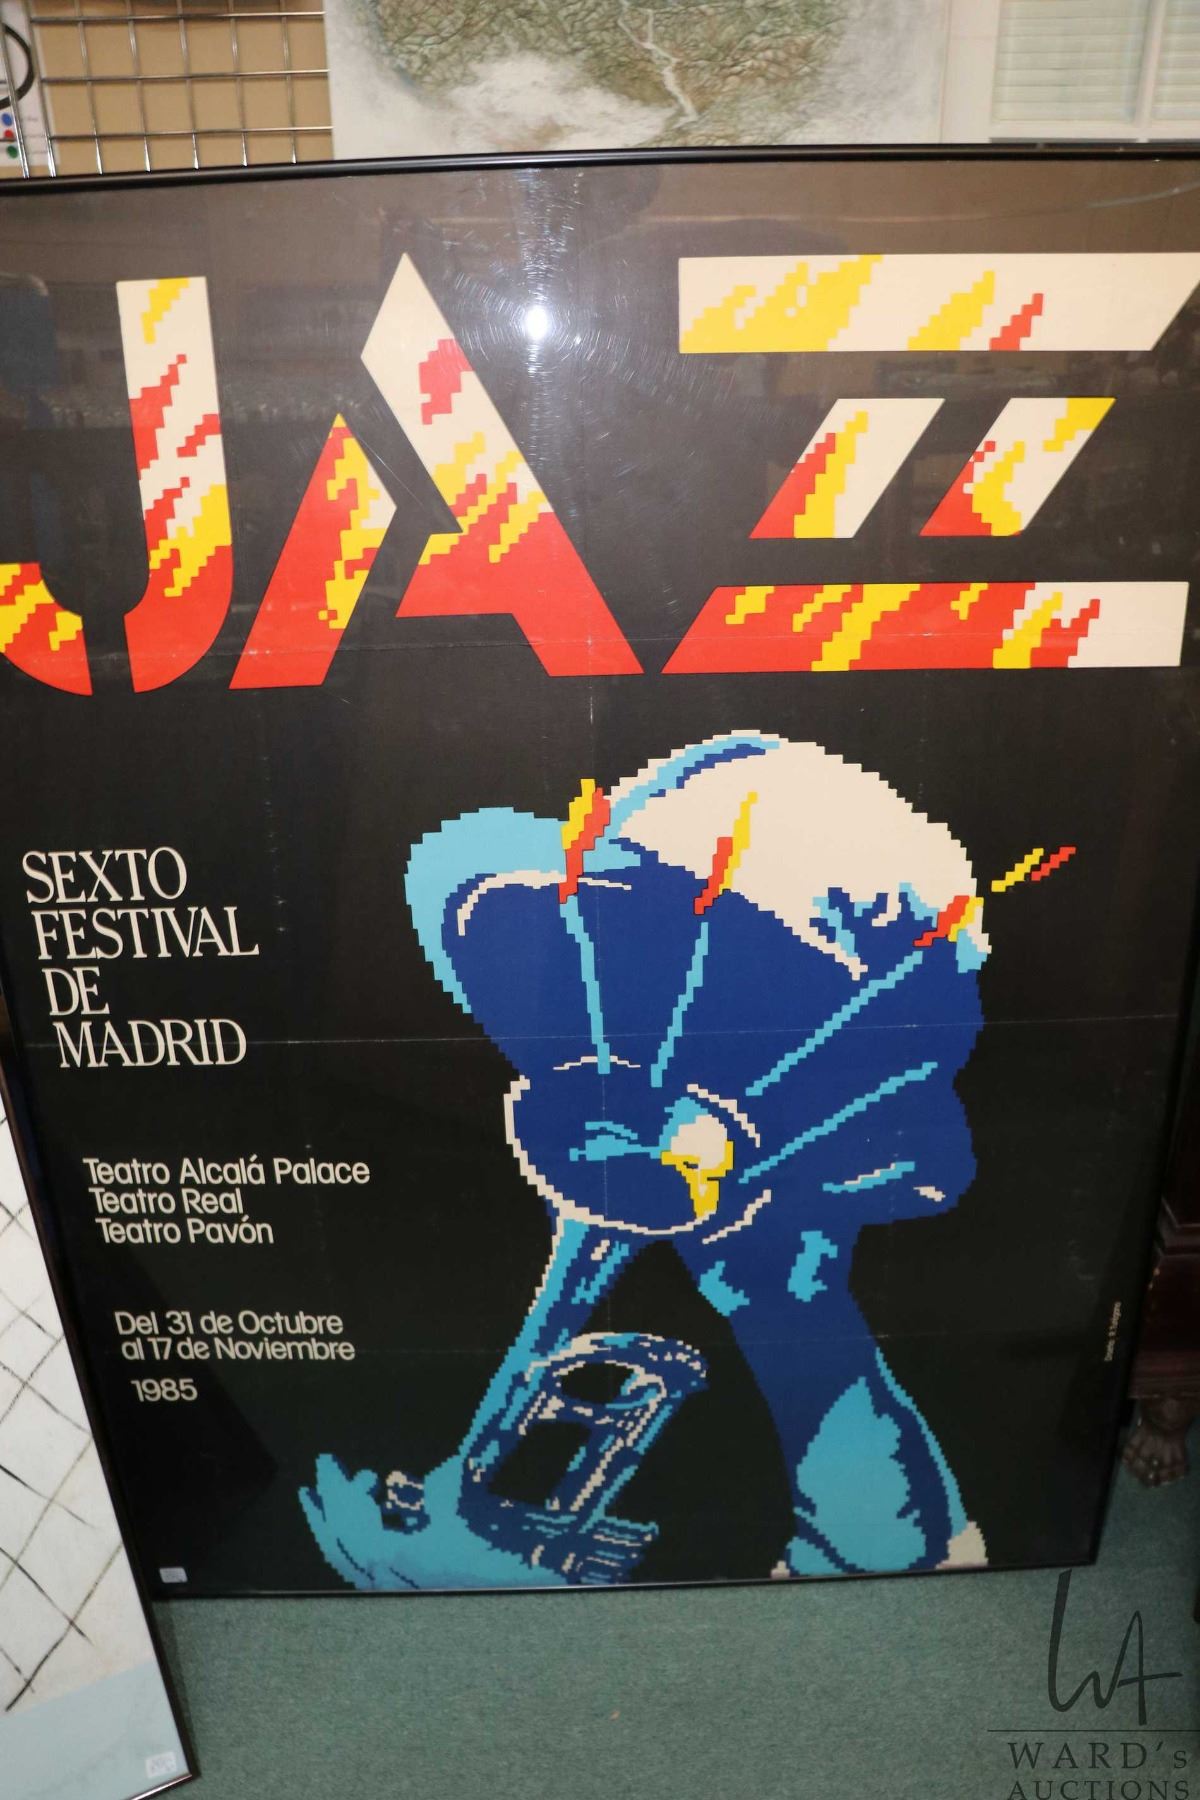 JAZZ
SEXTO
FESTIVAL
DE
MADRID
Teatro Alcalá Palace
Teatro Real
Teatro Pavón
Del 31 de Octubre
al 17 de Noviembre
1985
WA
WARD's
AUCTIONS